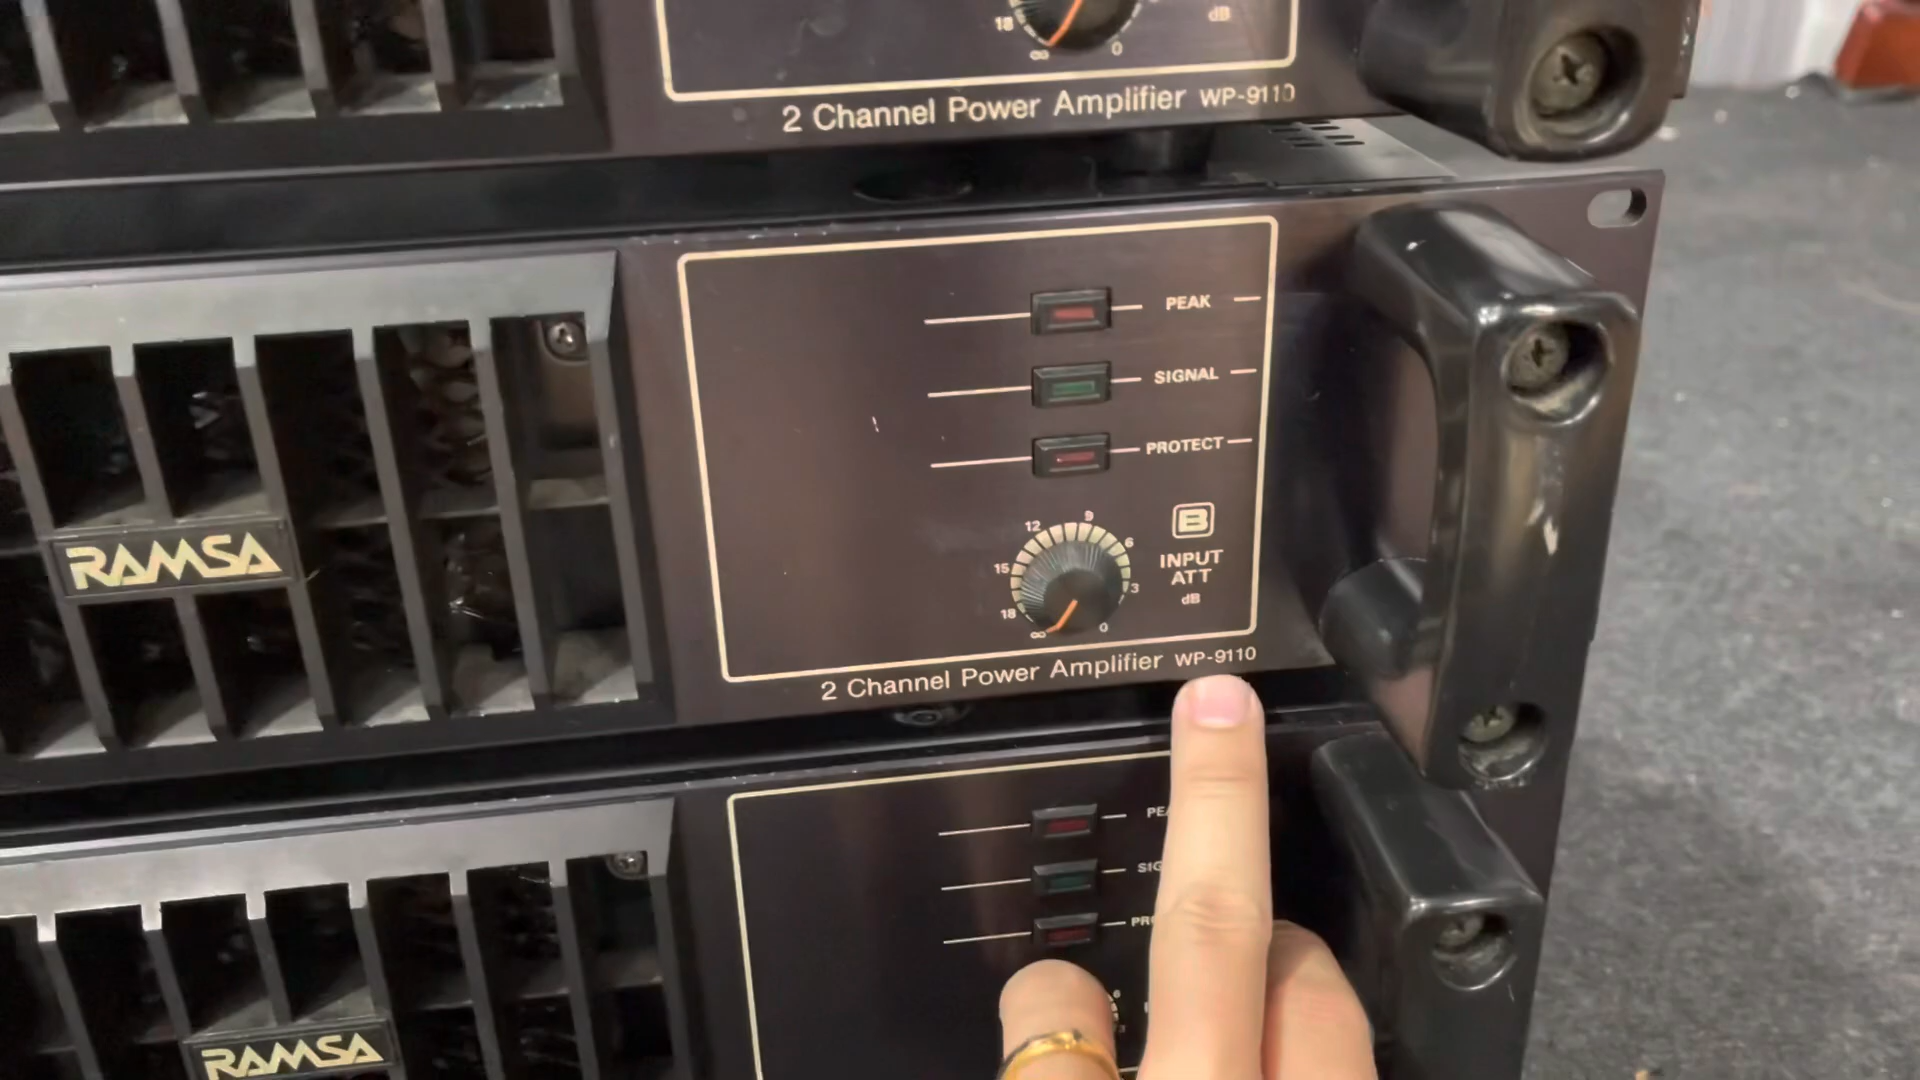 18
dB
∞
0
2 Channel Power Amplifier WP-9110
PEAK
SIGNAL
PROTECT
RAMSA
12
9
6
15
3
18
∞
0
B
INPUT
ATT
dB
2 Channel Power Amplifier WP-9110
RAMSA
6